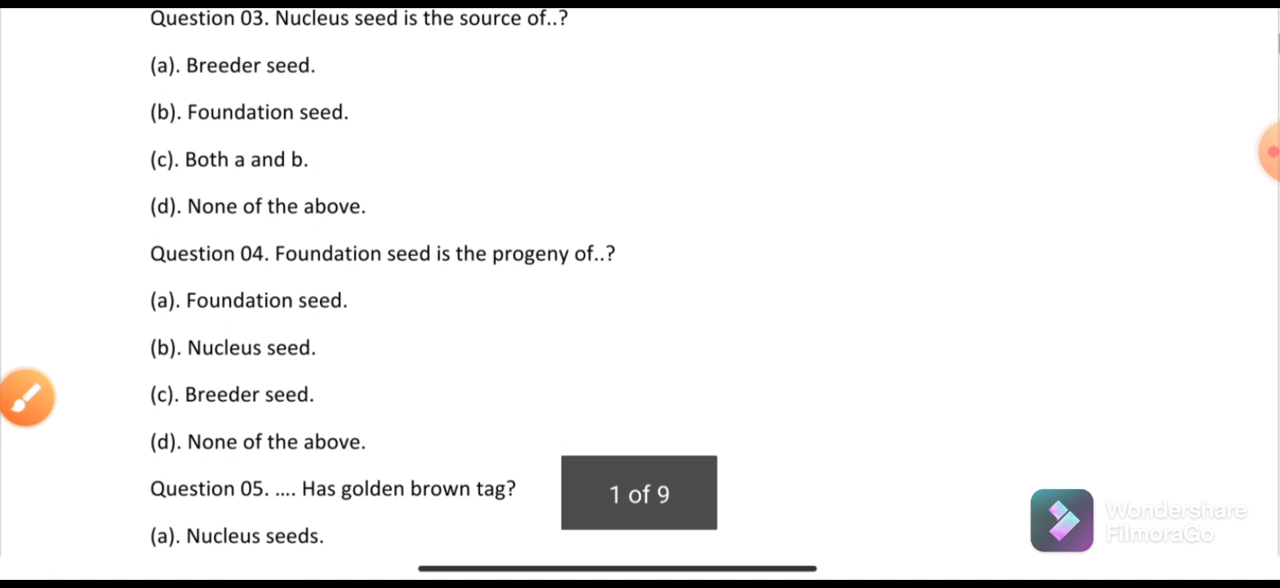 Question 03. Nucleus seed is the source of..?
(a). Breeder seed.
(b). Foundation seed.
(c). Both a and b.
(d). None of the above.
Question 04. Foundation seed is the progeny of..?
(a). Foundation seed.
(b). Nucleus seed.
(c). Breeder seed.
(d). None of the above.
Question 05. .... Has golden brown tag?
(a). Nucleus seeds.
1 of 9
Wondershare
FilmoraGo